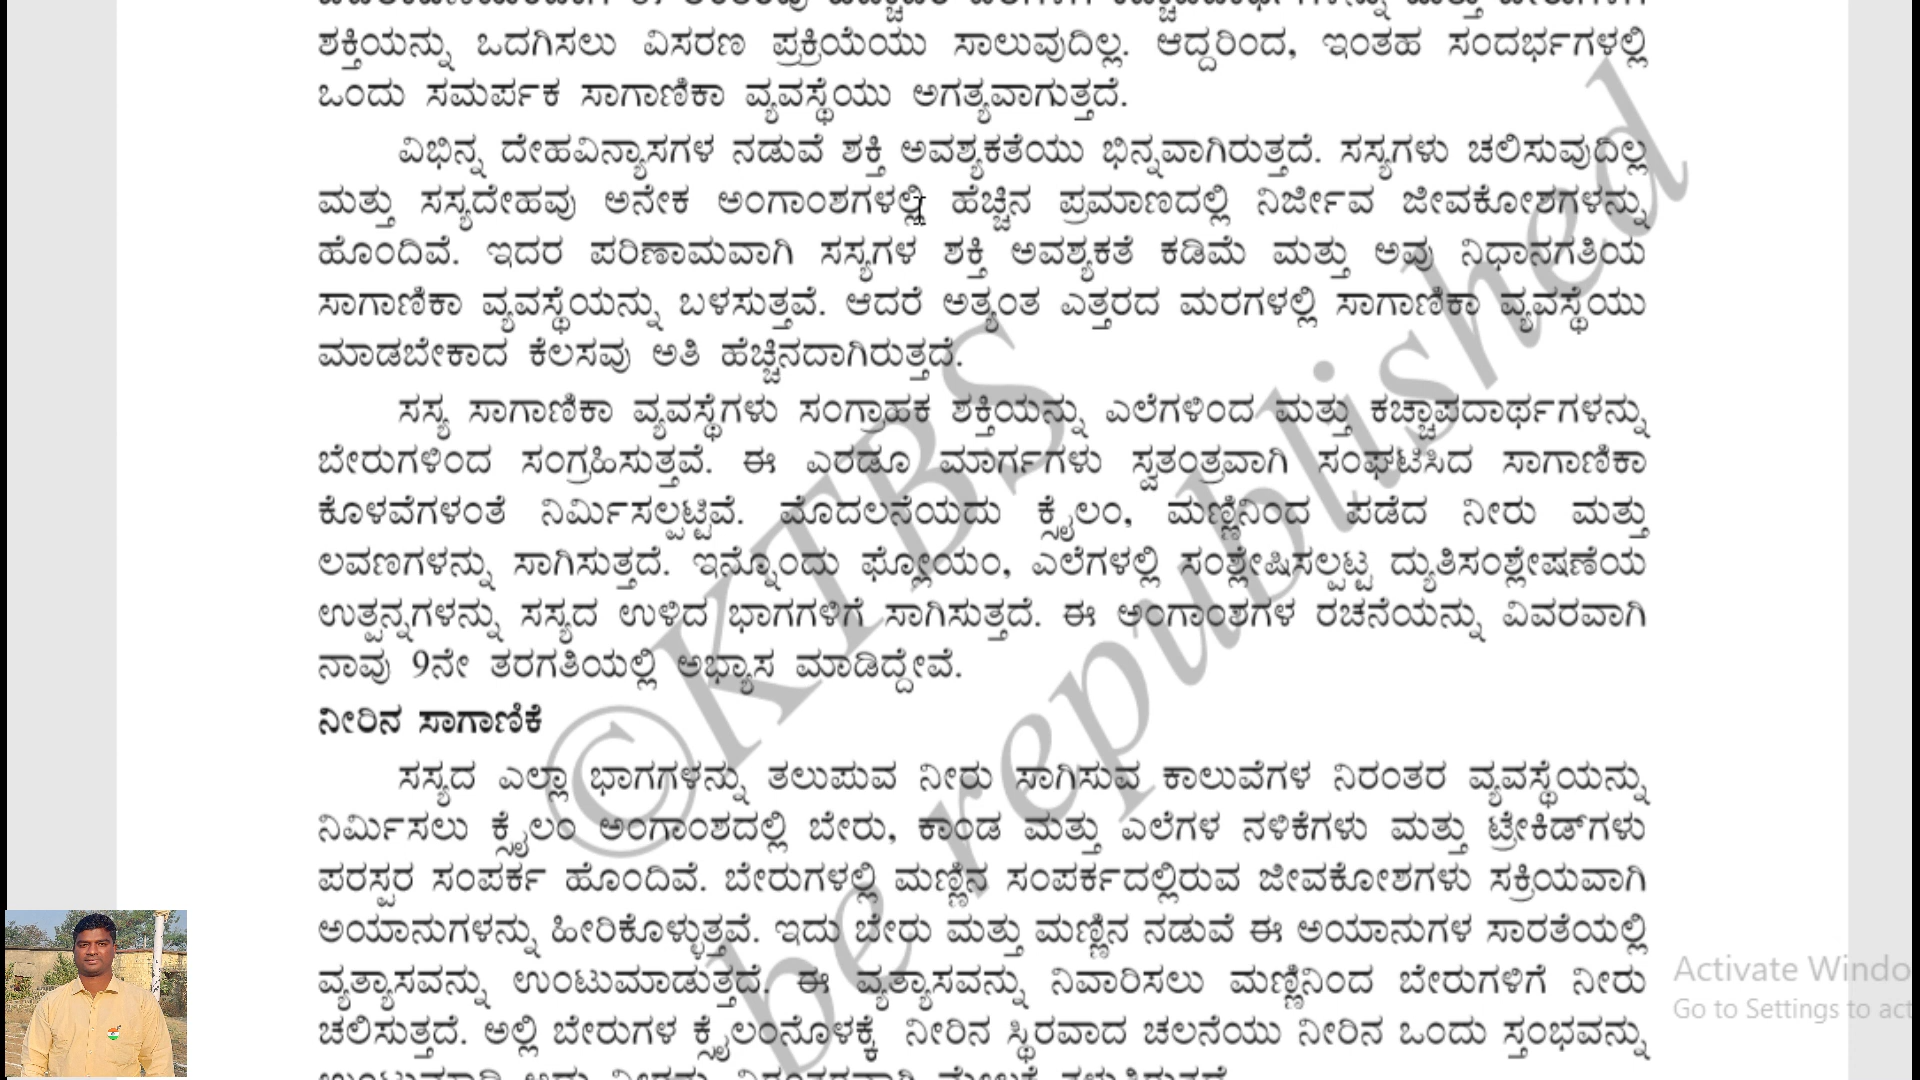 ಶಕ್ತಿಯನ್ನು ಒದಗಿಸಲು ವಿಸರಣ ಪ್ರಕ್ರಿಯೆಯು ಸಾಲುವುದಿಲ್ಲ. ಆದ್ದರಿಂದ, ಇಂತಹ ಸಂದರ್ಭಗಳಲ್ಲಿ
ಒಂದು ಸಮರ್ಪಕ ಸಾಗಾಣಿಕಾ ವ್ಯವಸ್ಥೆಯು ಅಗತ್ಯವಾಗುತ್ತದೆ.
ವಿಭಿನ್ನ ದೇಹವಿನ್ಯಾಸಗಳ ನಡುವೆ ಶಕ್ತಿ ಅವಶ್ಯಕತೆಯು ಭಿನ್ನವಾಗಿರುತ್ತದೆ. ಸಸ್ಯಗಳು ಚಲಿಸುವುದಿಲ್ಲ
ಮತ್ತು ಸಸ್ಯದೇಹವು ಅನೇಕ ಅಂಗಾಂಶಗಳಲ್ಲಿ ಹೆಚ್ಚಿನ ಪ್ರಮಾಣದಲ್ಲಿ ನಿರ್ಜೀವ ಜೀವಕೋಶಗಳನ್ನು
ಹೊಂದಿವೆ. ಇದರ ಪರಿಣಾಮವಾಗಿ ಸಸ್ಯಗಳ ಶಕ್ತಿ ಅವಶ್ಯಕತೆ ಕಡಿಮೆ ಮತ್ತು ಅವು ನಿಧಾನಗತಿಯ
ಸಾಗಾಣಿಕಾ ವ್ಯವಸ್ಥೆಯನ್ನು ಬಳಸುತ್ತವೆ. ಆದರೆ ಅತ್ಯಂತ ಎತ್ತರದ ಮರಗಳಲ್ಲಿ ಸಾಗಾಣಿಕಾ ವ್ಯವಸ್ಥೆಯು
ಮಾಡಬೇಕಾದ ಕೆಲಸವು ಅತಿ ಹೆಚ್ಚಿನದಾಗಿರುತ್ತದೆ.
ಸಸ್ಯ ಸಾಗಾಣಿಕಾ ವ್ಯವಸ್ಥೆಗಳು ಸಂಗ್ರಾಹಕ ಶಕ್ತಿಯನ್ನು ಎಲೆಗಳಿಂದ ಮತ್ತು ಕಚ್ಚಾಪದಾರ್ಥಗಳನ್ನು
ಬೇರುಗಳಿಂದ ಸಂಗ್ರಹಿಸುತ್ತವೆ. ಈ ಎರಡೂ ಮಾರ್ಗಗಳು ಸ್ವತಂತ್ರವಾಗಿ ಸಂಘಟಿಸಿದ ಸಾಗಾಣಿಕಾ
ಕೊಳವೆಗಳಂತೆ ನಿರ್ಮಿಸಲ್ಪಟ್ಟಿವೆ. ಮೊದಲನೆಯದು ಕ್ಸೈಲಂ, ಮಣ್ಣಿನಿಂದ ಪಡೆದ ನೀರು ಮತ್ತು
ಲವಣಗಳನ್ನು ಸಾಗಿಸುತ್ತದೆ. ಇನ್ನೊಂದು ಫ್ಲೋಯಂ, ಎಲೆಗಳಲ್ಲಿ ಸಂಶ್ಲೇಷಿಸಲ್ಪಟ್ಟ ದ್ಯುತಿಸಂಶ್ಲೇಷಣೆಯ
ಉತ್ಪನ್ನಗಳನ್ನು ಸಸ್ಯದ ಉಳಿದ ಭಾಗಗಳಿಗೆ ಸಾಗಿಸುತ್ತದೆ. ಈ ಅಂಗಾಂಶಗಳ ರಚನೆಯನ್ನು ವಿವರವಾಗಿ
ನಾವು 9ನೇ ತರಗತಿಯಲ್ಲಿ ಅಭ್ಯಾಸ ಮಾಡಿದ್ದೇವೆ.
ನೀರಿನ ಸಾಗಾಣಿಕೆ
ಸಸ್ಯದ ಎಲ್ಲಾ ಭಾಗಗಳನ್ನು ತಲುಪುವ ನೀರು ಸಾಗಿಸುವ ಕಾಲುವೆಗಳ ನಿರಂತರ ವ್ಯವಸ್ಥೆಯನ್ನು
ನಿರ್ಮಿಸಲು ಕ್ಸೈಲಂ ಅಂಗಾಂಶದಲ್ಲಿ ಬೇರು, ಕಾಂಡ ಮತ್ತು ಎಲೆಗಳ ನಳಿಕೆಗಳು ಮತ್ತು ಟ್ರೇಕಿಡ್‌ಗಳು
ಪರಸ್ಪರ ಸಂಪರ್ಕ ಹೊಂದಿವೆ. ಬೇರುಗಳಲ್ಲಿ ಮಣ್ಣಿನ ಸಂಪರ್ಕದಲ್ಲಿರುವ ಜೀವಕೋಶಗಳು ಸಕ್ರಿಯವಾಗಿ
ಅಯಾನುಗಳನ್ನು ಹೀರಿಕೊಳ್ಳುತ್ತವೆ. ಇದು ಬೇರು ಮತ್ತು ಮಣ್ಣಿನ ನಡುವೆ ಈ ಅಯಾನುಗಳ ಸಾರತೆಯಲ್ಲಿ
ವ್ಯತ್ಯಾಸವನ್ನು ಉಂಟುಮಾಡುತ್ತದೆ. ಈ ವ್ಯತ್ಯಾಸವನ್ನು ನಿವಾರಿಸಲು ಮಣ್ಣಿನಿಂದ ಬೇರುಗಳಿಗೆ ನೀರು
ಚಲಿಸುತ್ತದೆ. ಅಲ್ಲಿ ಬೇರುಗಳ ಕ್ಸೈಲಂನೊಳಕ್ಕೆ ನೀರಿನ ಸ್ಥಿರವಾದ ಚಲನೆಯು ನೀರಿನ ಒಂದು ಸ್ತಂಭವನ್ನು
©KTBS
be republished
Activate Windo
Go to Settings to act